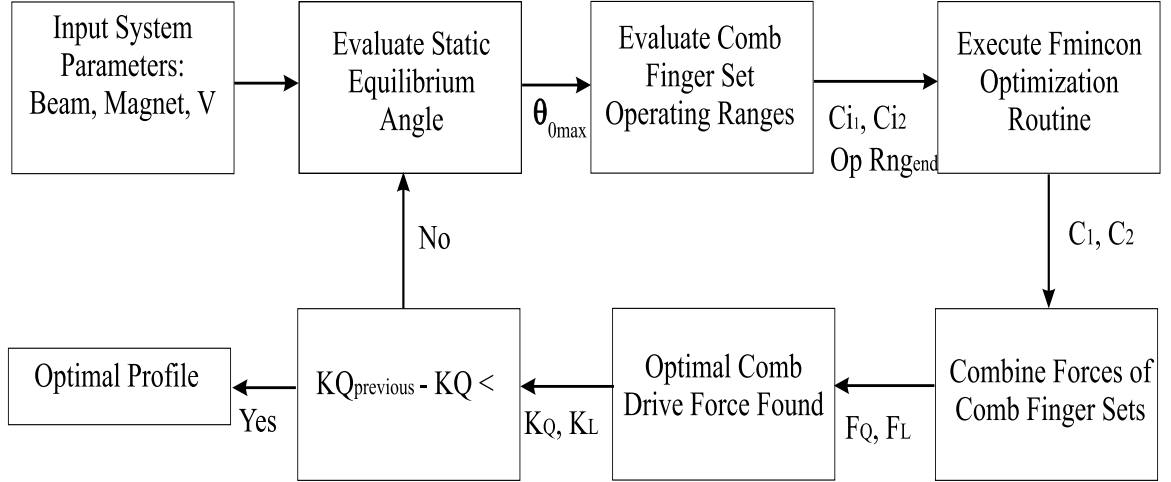 Input System
Parameters:
Beam, Magnet, V
Evaluate Static
Equilibrium
Angle
θ0max
Evaluate Comb
Finger Set
Operating Ranges
Ci1, Ci2
Op Rngend
Execute Fmincon
Optimization
Routine
C1, C2
Combine Forces of
Comb Finger Sets
FQ, FL
Optimal Comb
Drive Force Found
KQ, KL
KQprevious - KQ <
No
Yes
Optimal Profile